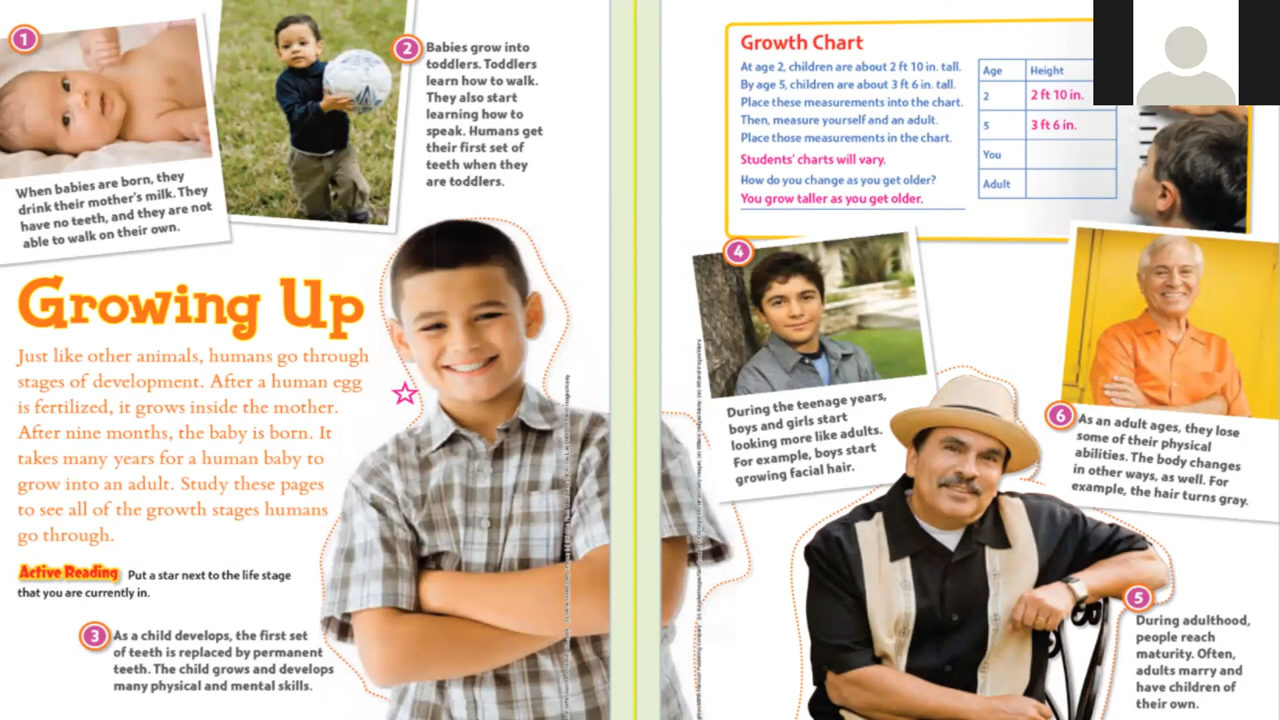 1
When babies are born, they
drink their mother's milk. They
have no teeth, and they are not
able to walk on their own.
2
Babies grow into
toddlers. Toddlers
learn how to walk.
They also start
learning how to
speak. Humans get
their first set of
teeth when they
are toddlers.
Growing Up
Just like other animals, humans go through
stages of development. After a human egg
is fertilized, it grows inside the mother.
After nine months, the baby is born. It
takes many years for a human baby to
grow into an adult. Study these pages
to see all of the growth stages humans
go through.
Active Reading Put a star next to the life stage
that you are currently in.
3
As a child develops, the first set
of teeth is replaced by permanent
teeth. The child grows and develops
many physical and mental skills.
Growth Chart
At age 2, children are about 2 ft 10 in. tall.
By age 5, children are about 3 ft 6 in. tall.
Place these measurements into the chart.
Then, measure yourself and an adult.
Place those measurements in the chart.
Students' charts will vary.
How do you change as you get older?
You grow taller as you get older.
Age Height
2 2 ft 10 in.
5 3 ft 6 in.
You
Adult
4
During the teenage years,
boys and girls start
looking more like adults.
For example, boys start
growing facial hair.
6
As an adult ages, they lose
some of their physical
abilities. The body changes
in other ways, as well. For
example, the hair turns gray.
5
During adulthood,
people reach
maturity. Often,
adults marry and
have children of
their own.